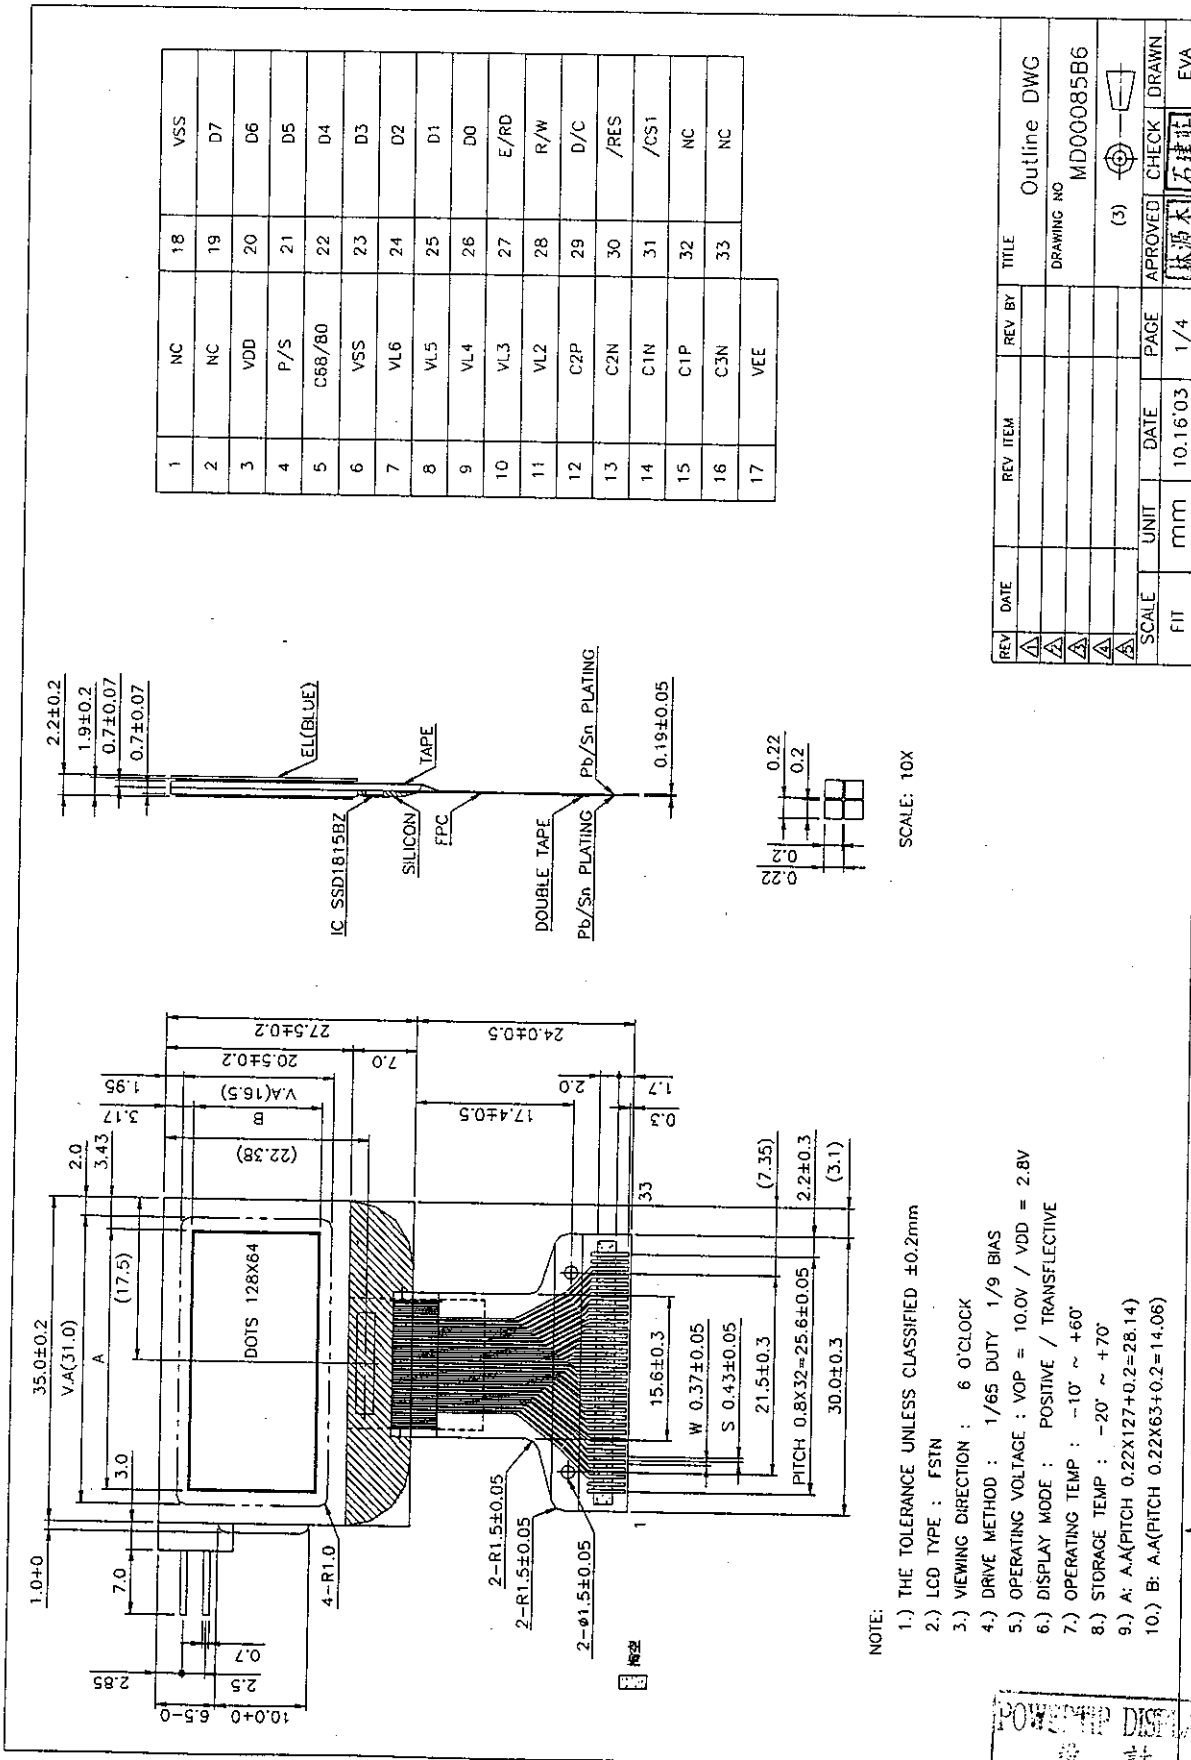 1 NC 18 VSS
2 NC 19 D7
3 VDD 20 D6
4 P/S 21 D5
5 C68/80 22 D4
6 VSS 23 D3
7 VL6 24 D2
8 VL5 25 D1
9 VL4 26 D0
10 VL3 27 E/RD
11 VL2 28 R/W
12 C2P 29 D/C
13 C2N 30 /RES
14 C1N 31 /CS1
15 C1P 32 NC
16 C3N 33 NC
17 VEE
2.2±0.2
1.9±0.2
0.7±0.07
0.7±0.07
EL(BLUE)
TAPE
IC SSD1815BZ
SILICON
FPC
DOUBLE TAPE
Pb/Sn PLATING
Pb/Sn PLATING
0.19±0.05
0.22
0.2
0.2
0.22
SCALE: 10X
35.0±0.2
V.A(31.0)
A
(17.5)
2.0
3.43
1.0±0
3.0
7.0
DOTS 128X64
3.17
1.95
B
V.A(16.5)
(22.38)
20.5±0.2
27.5±0.2
7.0
24.0±0.5
17.4±0.5
2.0
1.7
0.3
2.85
2.5
0.7
6.5-0
10.0+0
4-R1.0
2-R1.5±0.05
2-R1.5±0.05
2-ø1.5±0.05
1
33
15.6±0.3
W 0.37±0.05
S 0.43±0.05
21.5±0.3
PITCH 0.8X32=25.6±0.05
30.0±0.3
(7.35)
2.2±0.3
(3.1)
NOTE:
1.) THE TOLERANCE UNLESS CLASSIFIED ±0.2mm
2.) LCD TYPE : FSTN
3.) VIEWING DIRECTION : 6 O'CLOCK
4.) DRIVE METHOD : 1/65 DUTY 1/9 BIAS
5.) OPERATING VOLTAGE : VOP = 10.0V / VDD = 2.8V
6.) DISPLAY MODE : POSITIVE / TRANSFLECTIVE
7.) OPERATING TEMP : -10° ~ +60°
8.) STORAGE TEMP : -20° ~ +70°
9.) A: A.A(PITCH 0.22X127+0.2=28.14)
10.) B: A.A(PITCH 0.22X63+0.2=14.06)
REV DATE REV ITEM REV BY
1
2
3
4
5
TITLE
Outline DWG
DRAWING NO
MD00085B6
(3)
SCALE UNIT DATE PAGE APPROVED CHECK DRAWN
FIT mm 10.16'03 1/4 EVA
POWERTIP